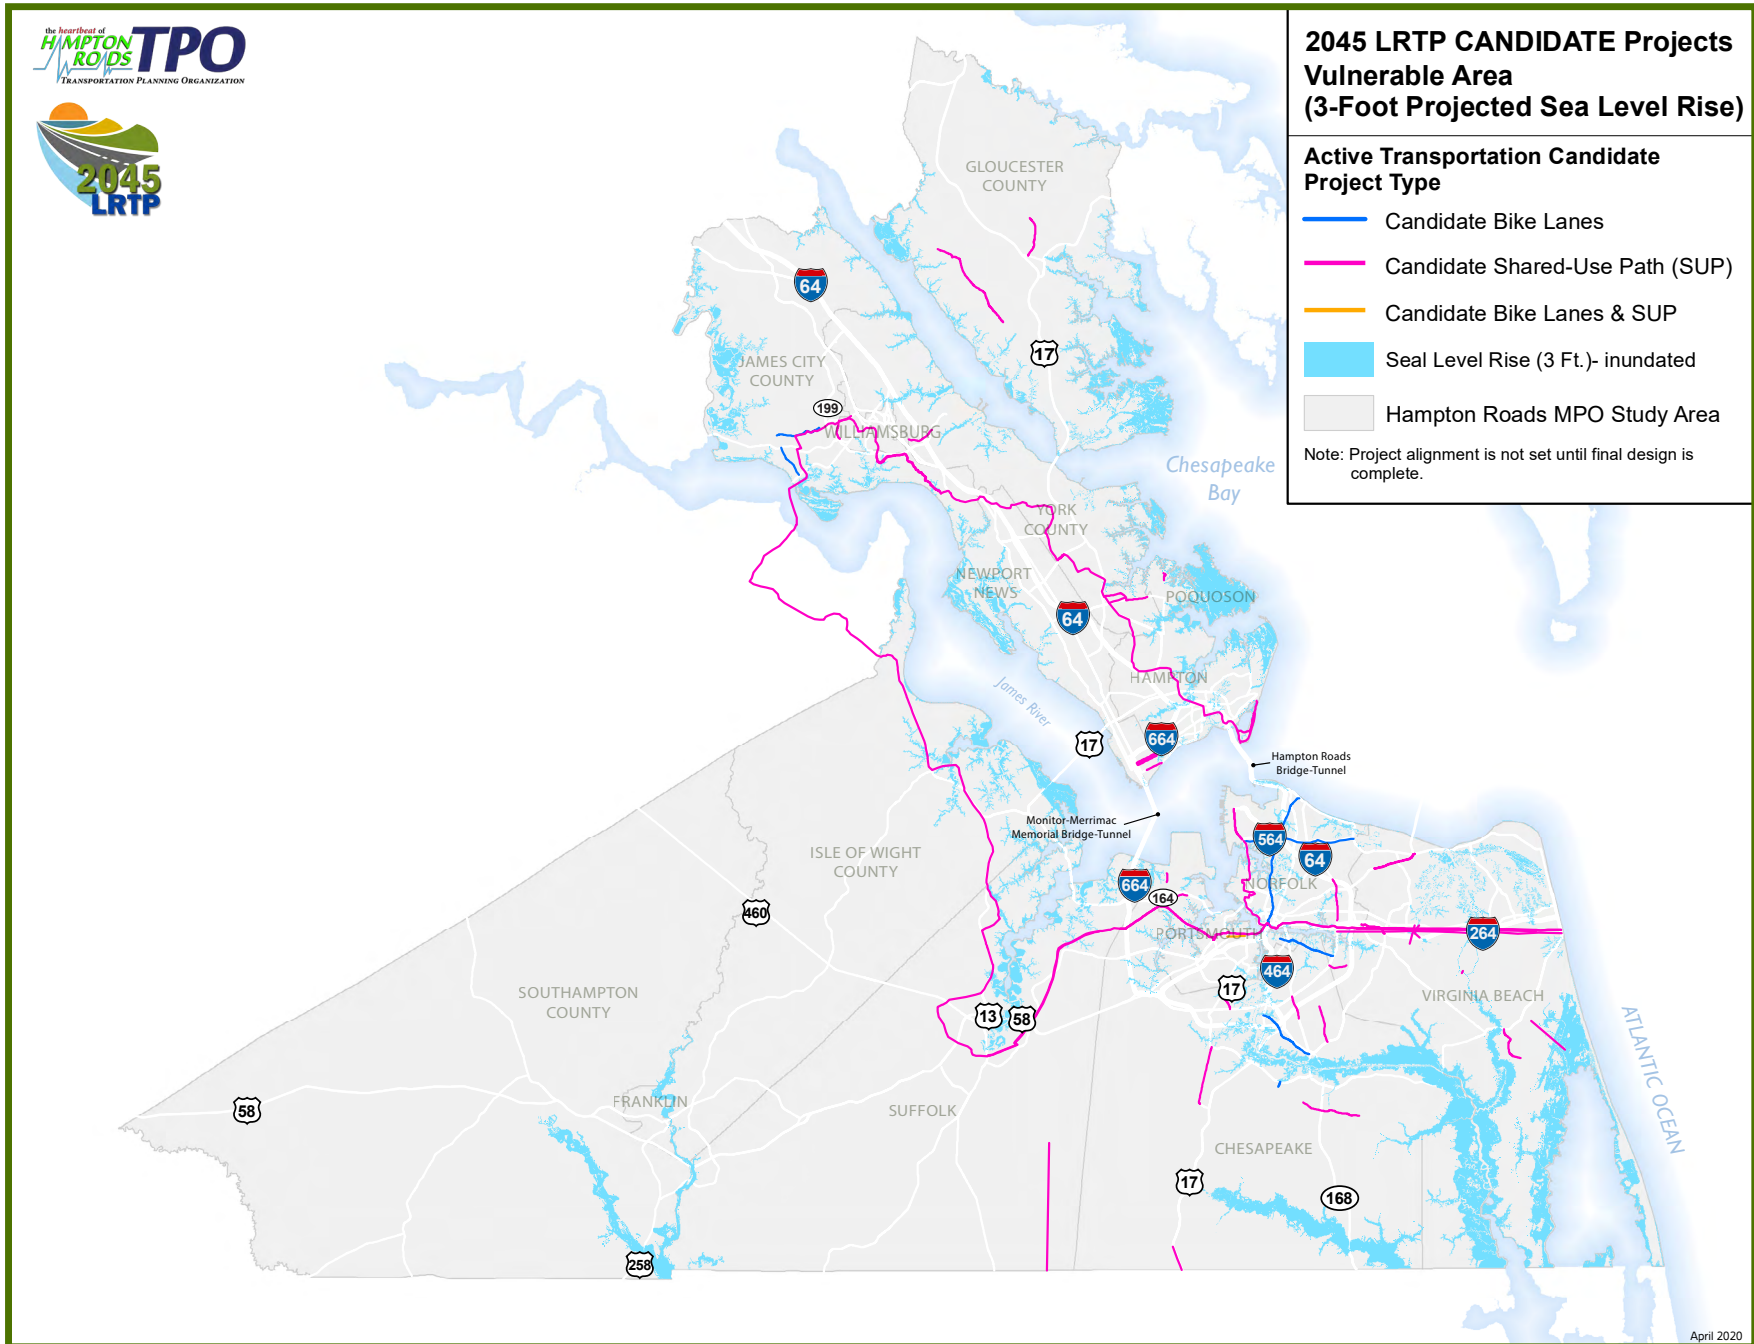 the heartbeat of
HAMPTON
ROADS
TPO
TRANSPORTATION PLANNING ORGANIZATION
2045
LRTP
2045 LRTP CANDIDATE Projects
Vulnerable Area
(3-Foot Projected Sea Level Rise)
Active Transportation Candidate
Project Type
Candidate Bike Lanes
Candidate Shared-Use Path (SUP)
Candidate Bike Lanes & SUP
Seal Level Rise (3 Ft.)- inundated
Hampton Roads MPO Study Area
Note: Project alignment is not set until final design is
complete.
GLOUCESTER
COUNTY
64
17
JAMES CITY
COUNTY
199
WILLIAMSBURG
Chesapeake
Bay
YORK
COUNTY
NEWPORT
NEWS
POQUOSON
64
HAMPTON
James River
17
664
Hampton Roads
Bridge-Tunnel
Monitor-Merrimac
Memorial Bridge-Tunnel
564
64
ISLE OF WIGHT
COUNTY
664
164
NORFOLK
460
PORTSMOUTH
264
464
17
SOUTHAMPTON
COUNTY
13
58
VIRGINIA BEACH
ATLANTIC OCEAN
58
FRANKLIN
SUFFOLK
CHESAPEAKE
17
168
258
April 2020